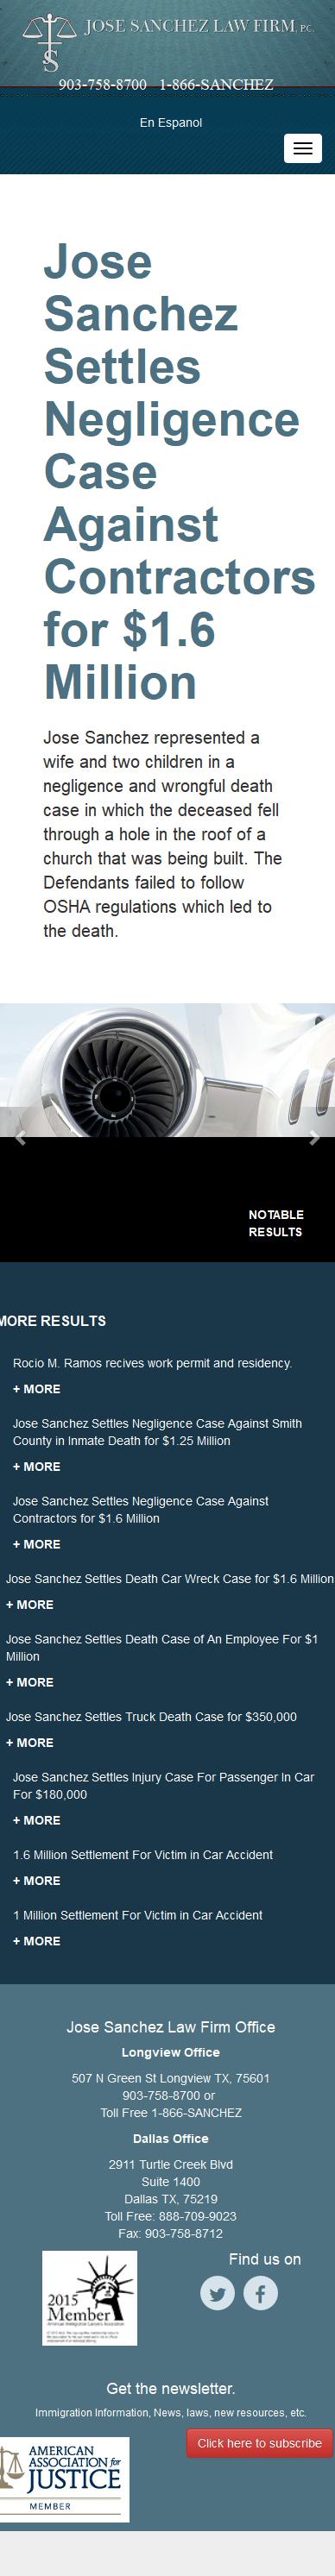 JOSE SANCHEZ LAW FIRM, P.C.
903-758-8700 1-866-SANCHEZ
En Espanol
Jose
Sanchez
Settles
Negligence
Case
Against
Contractors
for $1.6
Million
Jose Sanchez represented a
wife and two children in a
negligence and wrongful death
case in which the deceased fell
through a hole in the roof of a
church that was being built. The
Defendants failed to follow
OSHA regulations which led to
the death.
NOTABLE
RESULTS
MORE RESULTS
Rocio M. Ramos recives work permit and residency.
+ MORE
Jose Sanchez Settles Negligence Case Against Smith
County in Inmate Death for $1.25 Million
+ MORE
Jose Sanchez Settles Negligence Case Against
Contractors for $1.6 Million
+ MORE
Jose Sanchez Settles Death Car Wreck Case for $1.6 Million
+ MORE
Jose Sanchez Settles Death Case of An Employee For $1
Million
+ MORE
Jose Sanchez Settles Truck Death Case for $350,000
+ MORE
Jose Sanchez Settles Injury Case For Passenger In Car
For $180,000
+ MORE
1.6 Million Settlement For Victim in Car Accident
+ MORE
1 Million Settlement For Victim in Car Accident
+ MORE
Jose Sanchez Law Firm Office
Longview Office
507 N Green St Longview TX, 75601
903-758-8700 or
Toll Free 1-866-SANCHEZ
Dallas Office
2911 Turtle Creek Blvd
Suite 1400
Dallas TX, 75219
Toll Free: 888-709-9023
Fax: 903-758-8712
2015
Member
Find us on
Get the newsletter.
Immigration Information, News, laws, new resources, etc.
Click here to subscribe
AMERICAN
ASSOCIATION for
JUSTICE
MEMBER